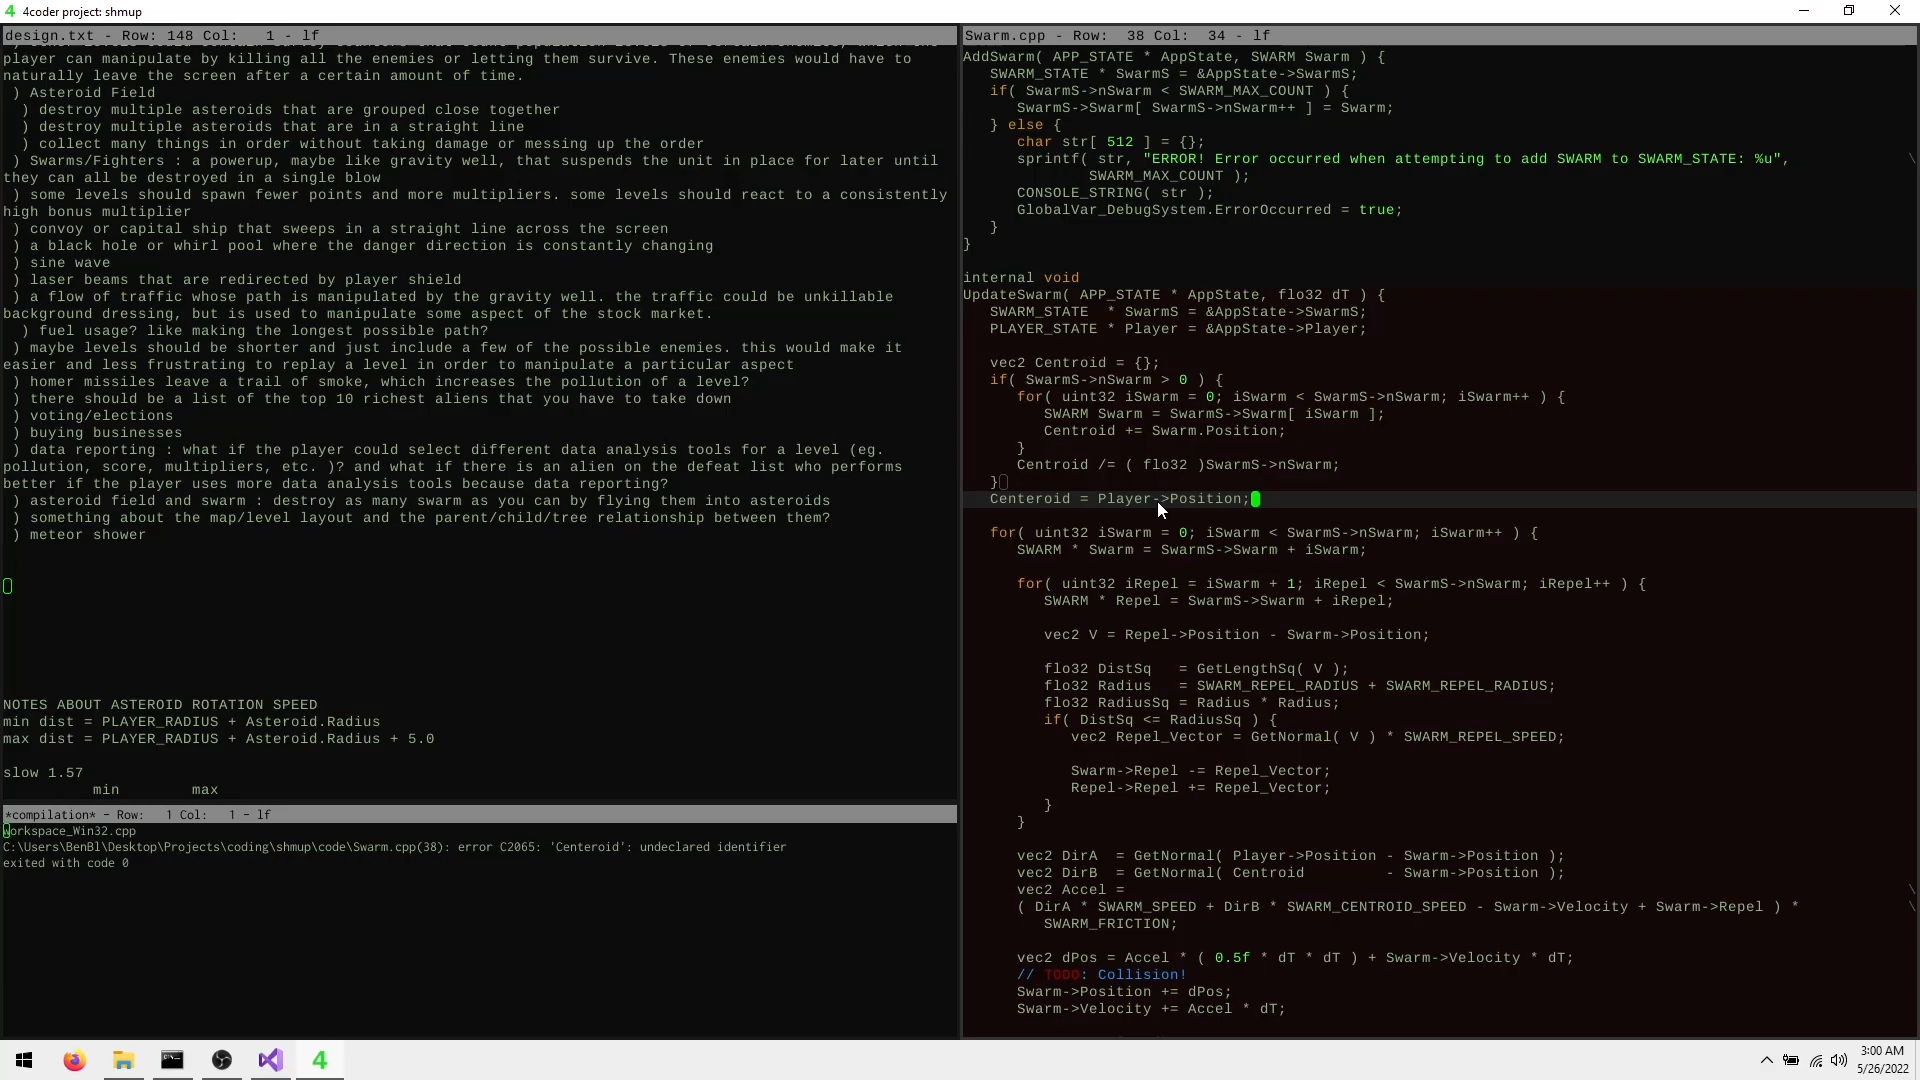 4 4coder project: shmup
design.txt - Row: 148 Col:   1 - lf
player can manipulate by killing all the enemies or letting them survive. These enemies would have to
naturally leave the screen after a certain amount of time.
 ) Asteroid Field
  ) destroy multiple asteroids that are grouped close together
  ) destroy multiple asteroids that are in a straight line
  ) collect many things in order without taking damage or messing up the order
 ) Swarms/Fighters : a powerup, maybe like gravity well, that suspends the unit in place for later until
they can all be destroyed in a single blow
 ) some levels should spawn fewer points and more multipliers. some levels should react to a consistently
high bonus multiplier
 ) convoy or capital ship that sweeps in a straight line across the screen
 ) a black hole or whirl pool where the danger direction is constantly changing
 ) sine wave
 ) laser beams that are redirected by player shield
 ) a flow of traffic whose path is manipulated by the gravity well. the traffic could be unkillable
background dressing, but is used to manipulate some aspect of the stock market.
  ) fuel usage? like making the longest possible path?
 ) maybe levels should be shorter and just include a few of the possible enemies. this would make it
easier and less frustrating to replay a level in order to manipulate a particular aspect
 ) homer missiles leave a trail of smoke, which increases the pollution of a level?
 ) there should be a list of the top 10 richest aliens that you have to take down
 ) voting/elections
 ) buying businesses
 ) data reporting : what if the player could select different data analysis tools for a level (eg.
pollution, score, multipliers, etc. )? and what if there is an alien on the defeat list who performs
better if the player uses more data analysis tools because data reporting?
 ) asteroid field and swarm : destroy as many swarm as you can by flying them into asteroids
 ) something about the map/level layout and the parent/child/tree relationship between them?
 ) meteor shower
NOTES ABOUT ASTEROID ROTATION SPEED
min dist = PLAYER_RADIUS + Asteroid.Radius
max dist = PLAYER_RADIUS + Asteroid.Radius + 5.0
slow 1.57
          min        max
*compilation* - Row:   1 Col:   1 - lf
workspace_Win32.cpp
C:\Users\BenBl\Desktop\Projects\coding\shmup\code\Swarm.cpp(38): error C2065: 'Centeroid': undeclared identifier
exited with code 0
Swarm.cpp - Row:  38 Col:  34 - lf
AddSwarm( APP_STATE * AppState, SWARM Swarm ) {
   SWARM_STATE * SwarmS = &AppState->SwarmS;
   if( SwarmS->nSwarm < SWARM_MAX_COUNT ) {
      SwarmS->Swarm[ SwarmS->nSwarm++ ] = Swarm;
   } else {
      char str[ 512 ] = {};
      sprintf( str, "ERROR! Error occurred when attempting to add SWARM to SWARM_STATE: %u", \
              SWARM_MAX_COUNT );
      CONSOLE_STRING( str );
      GlobalVar_DebugSystem.ErrorOccurred = true;
   }
}
internal void
UpdateSwarm( APP_STATE * AppState, flo32 dT ) {
   SWARM_STATE  * SwarmS = &AppState->SwarmS;
   PLAYER_STATE * Player = &AppState->Player;
   vec2 Centroid = {};
   if( SwarmS->nSwarm > 0 ) {
      for( uint32 iSwarm = 0; iSwarm < SwarmS->nSwarm; iSwarm++ ) {
         SWARM Swarm = SwarmS->Swarm[ iSwarm ];
         Centroid += Swarm.Position;
      }
      Centroid /= ( flo32 )SwarmS->nSwarm;
   }
   Centeroid = Player->Position;
   for( uint32 iSwarm = 0; iSwarm < SwarmS->nSwarm; iSwarm++ ) {
      SWARM * Swarm = SwarmS->Swarm + iSwarm;
      for( uint32 iRepel = iSwarm + 1; iRepel < SwarmS->nSwarm; iRepel++ ) {
         SWARM * Repel = SwarmS->Swarm + iRepel;
         vec2 V = Repel->Position - Swarm->Position;
         flo32 DistSq   = GetLengthSq( V );
         flo32 Radius   = SWARM_REPEL_RADIUS + SWARM_REPEL_RADIUS;
         flo32 RadiusSq = Radius * Radius;
         if( DistSq <= RadiusSq ) {
            vec2 Repel_Vector = GetNormal( V ) * SWARM_REPEL_SPEED;
            Swarm->Repel -= Repel_Vector;
            Repel->Repel += Repel_Vector;
         }
      }
      vec2 DirA  = GetNormal( Player->Position - Swarm->Position );
      vec2 DirB  = GetNormal( Centroid         - Swarm->Position );
      vec2 Accel = \
      ( DirA * SWARM_SPEED + DirB * SWARM_CENTROID_SPEED - Swarm->Velocity + Swarm->Repel ) * \
         SWARM_FRICTION;
      vec2 dPos = Accel * ( 0.5f * dT * dT ) + Swarm->Velocity * dT;
      // TODO: Collision!
      Swarm->Position += dPos;
      Swarm->Velocity += Accel * dT;
4
3:00 AM
5/26/2022